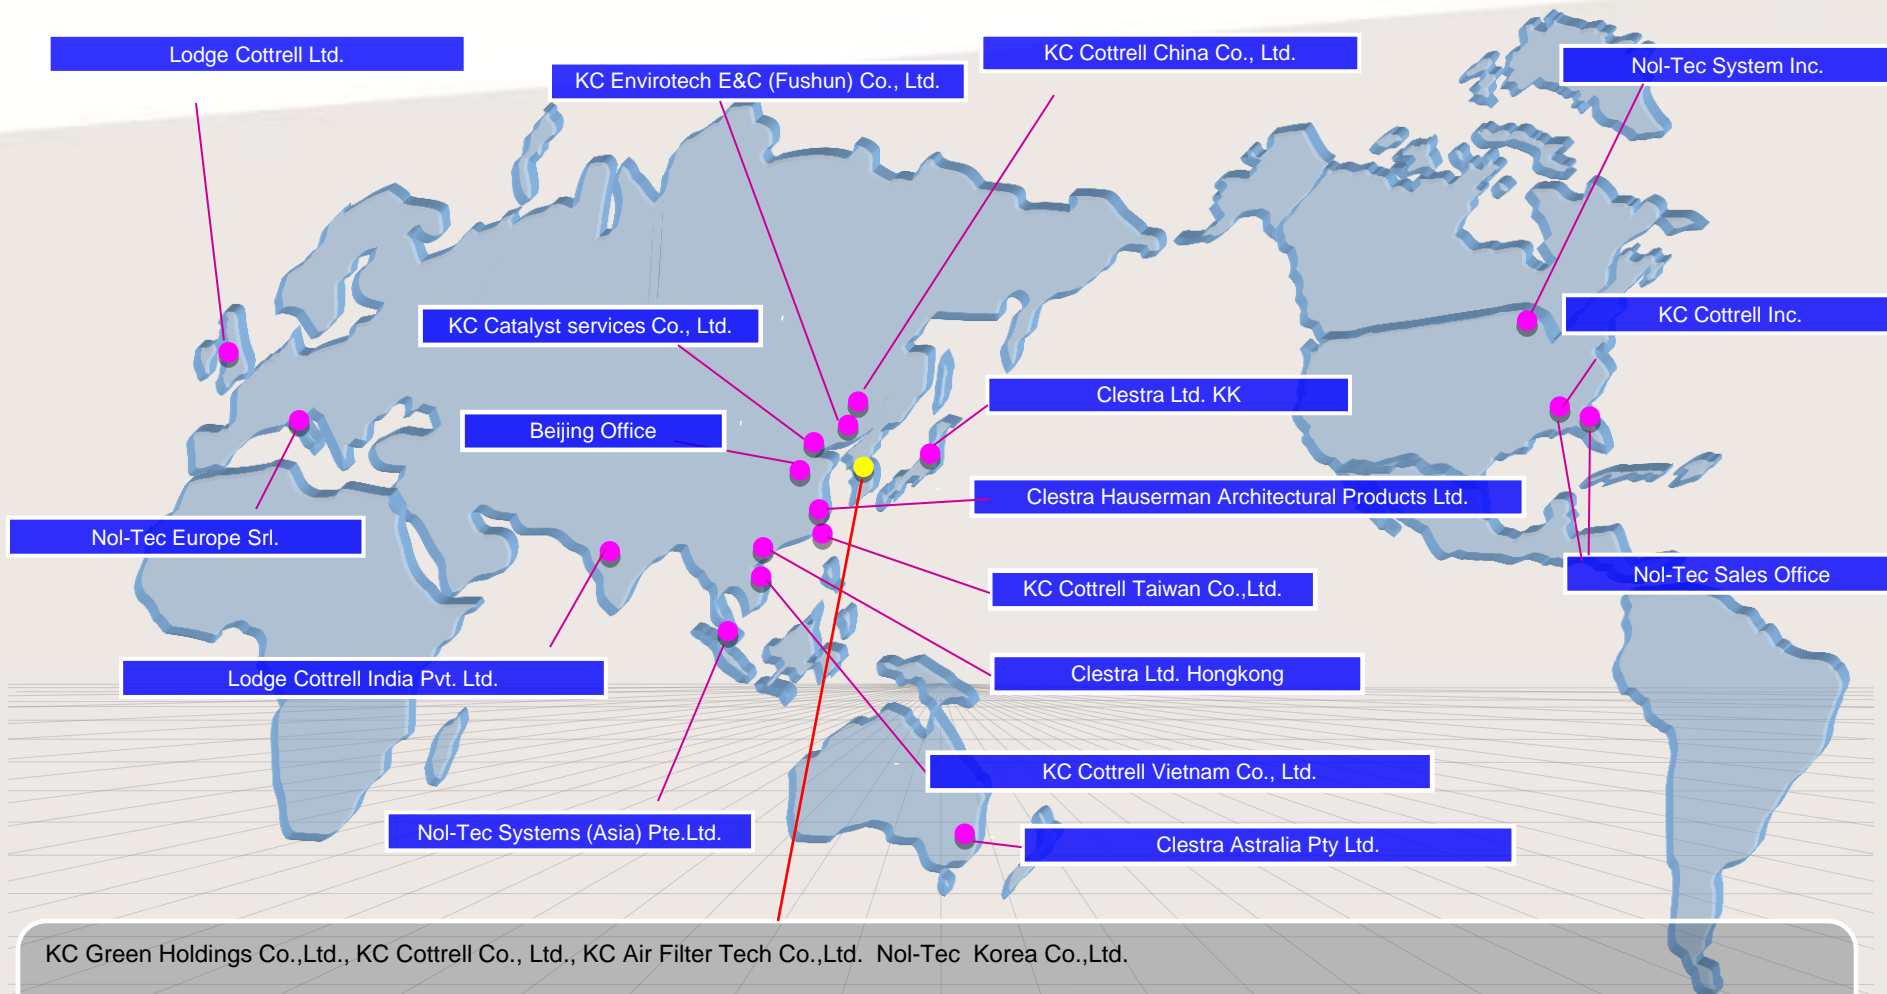 Lodge Cottrell Ltd.
KC Envirotech E&C (Fushun) Co., Ltd.
KC Cottrell China Co., Ltd.
Nol-Tec System Inc.
KC Catalyst services Co., Ltd.
KC Cottrell Inc.
Clestra Ltd. KK
Beijing Office
Clestra Hauserman Architectural Products Ltd.
Nol-Tec Europe Srl.
Nol-Tec Sales Office
KC Cottrell Taiwan Co.,Ltd.
Lodge Cottrell India Pvt. Ltd.
Clestra Ltd. Hongkong
KC Cottrell Vietnam Co., Ltd.
Nol-Tec Systems (Asia) Pte.Ltd.
Clestra Astralia Pty Ltd.
KC Green Holdings Co.,Ltd., KC Cottrell Co., Ltd., KC Air Filter Tech Co.,Ltd.  Nol-Tec  Korea Co.,Ltd.